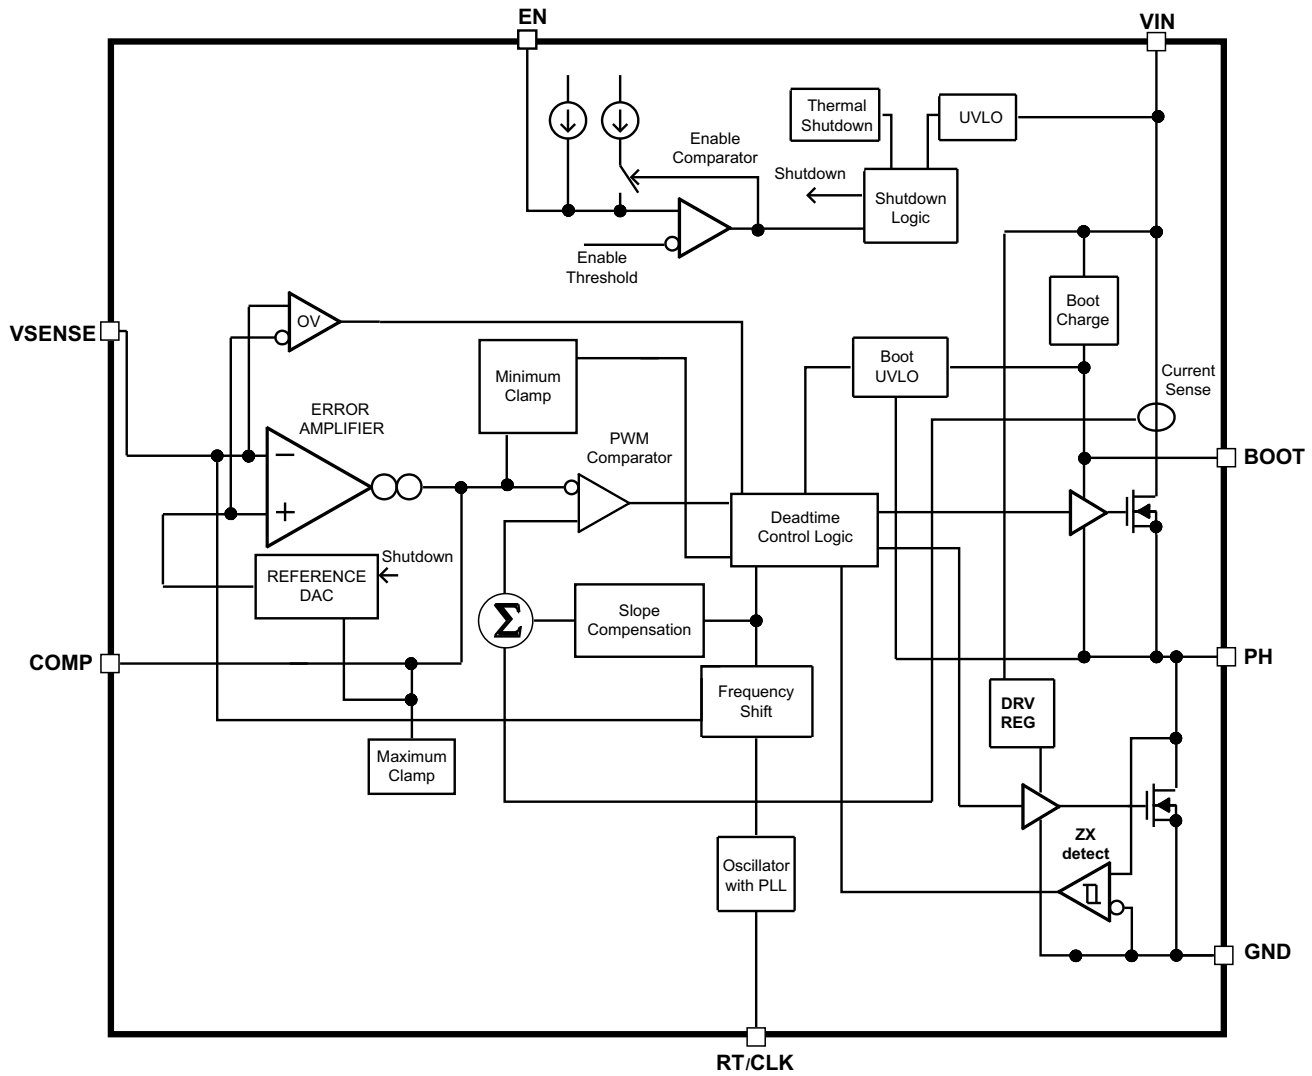 EN
VIN
Thermal
Shutdown
UVLO
Enable
Comparator
Shutdown
Shutdown
Logic
Enable
Threshold
Boot
Charge
VSENSE
OV
Minimum
Clamp
Boot
UVLO
Current
Sense
ERROR
AMPLIFIER
PWM
Comparator
BOOT
−
+
Deadtime
Control Logic
Shutdown
REFERENCE
DAC
Σ
Slope
Compensation
COMP
PH
Frequency
Shift
DRV
REG
Maximum
Clamp
ZX
detect
Oscillator
with PLL
GND
RT/CLK